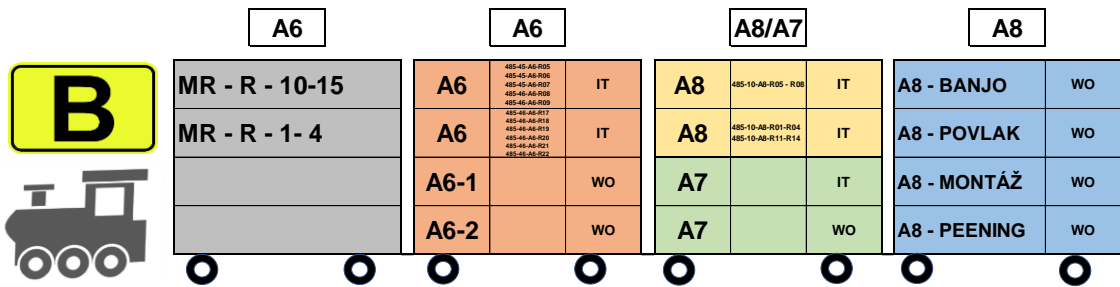 A6
A6
A8/A7
A8
B
MR - R - 10-15
MR - R - 1- 4
A6
485-45-A6-R05
485-45-A6-R06
485-45-A6-R07
485-46-A6-R08
485-46-A6-R09
IT
A6
485-46-A6-R17
485-46-A6-R18
485-46-A6-R19
485-46-A6-R20
485-46-A6-R21
485-46-A6-R22
IT
A6-1
WO
A6-2
WO
A8
485-10-A8-R05 - R08
IT
A8
485-10-A8-R01-R04
485-10-A8-R11-R14
IT
A7
IT
A7
WO
A8 - BANJO
WO
A8 - POVLAK
WO
A8 - MONTÁŽ
WO
A8 - PEENING
WO